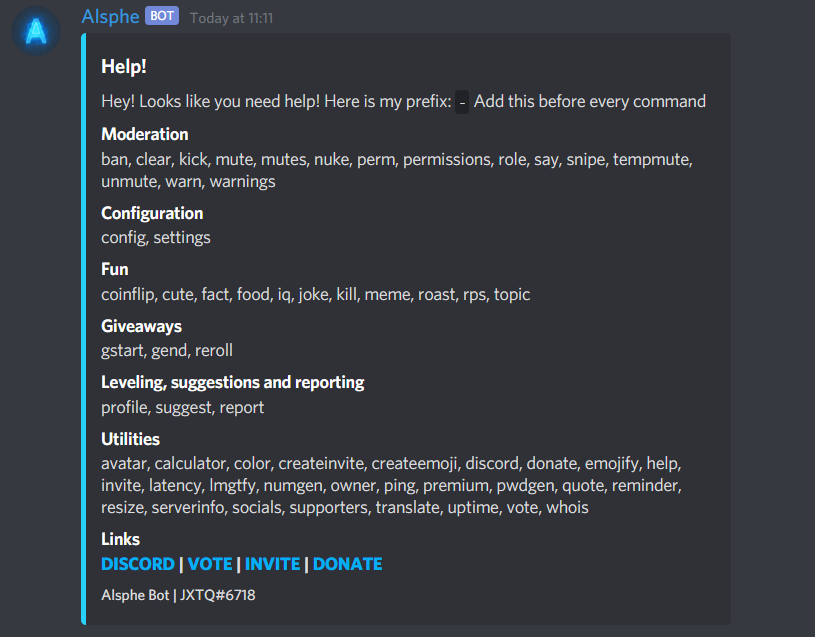 Alsphe BOT Today at 11:11
Help!
Hey! Looks like you need help! Here is my prefix: - Add this before every command
Moderation
ban, clear, kick, mute, mutes, nuke, perm, permissions, role, say, snipe, tempmute,
unmute, warn, warnings
Configuration
config, settings
Fun
coinflip, cute, fact, food, iq, joke, kill, meme, roast, rps, topic
Giveaways
gstart, gend, reroll
Leveling, suggestions and reporting
profile, suggest, report
Utilities
avatar, calculator, color, createinvite, createemoji, discord, donate, emojify, help,
invite, latency, lmgtfy, numgen, owner, ping, premium, pwdgen, quote, reminder,
resize, serverinfo, socials, supporters, translate, uptime, vote, whois
Links
DISCORD | VOTE | INVITE | DONATE
Alsphe Bot | JXTQ#6718